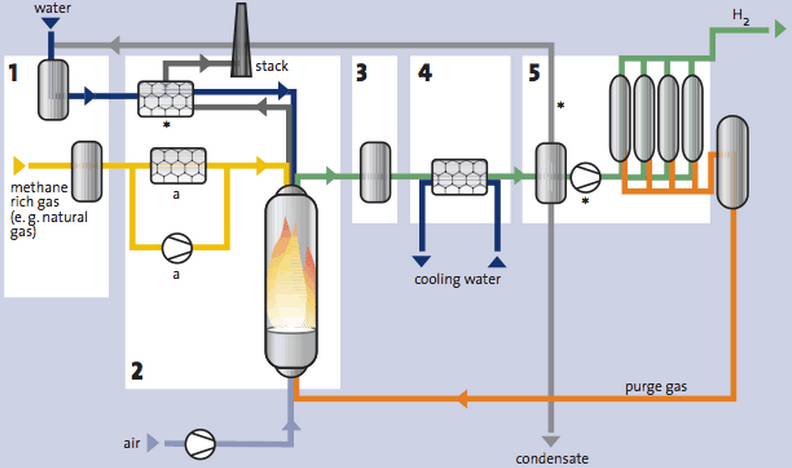 water
H2
1
stack
3
4
5
*
*
methane
rich gas
(e. g. natural
gas)
a
*
a
cooling water
2
purge gas
air
condensate